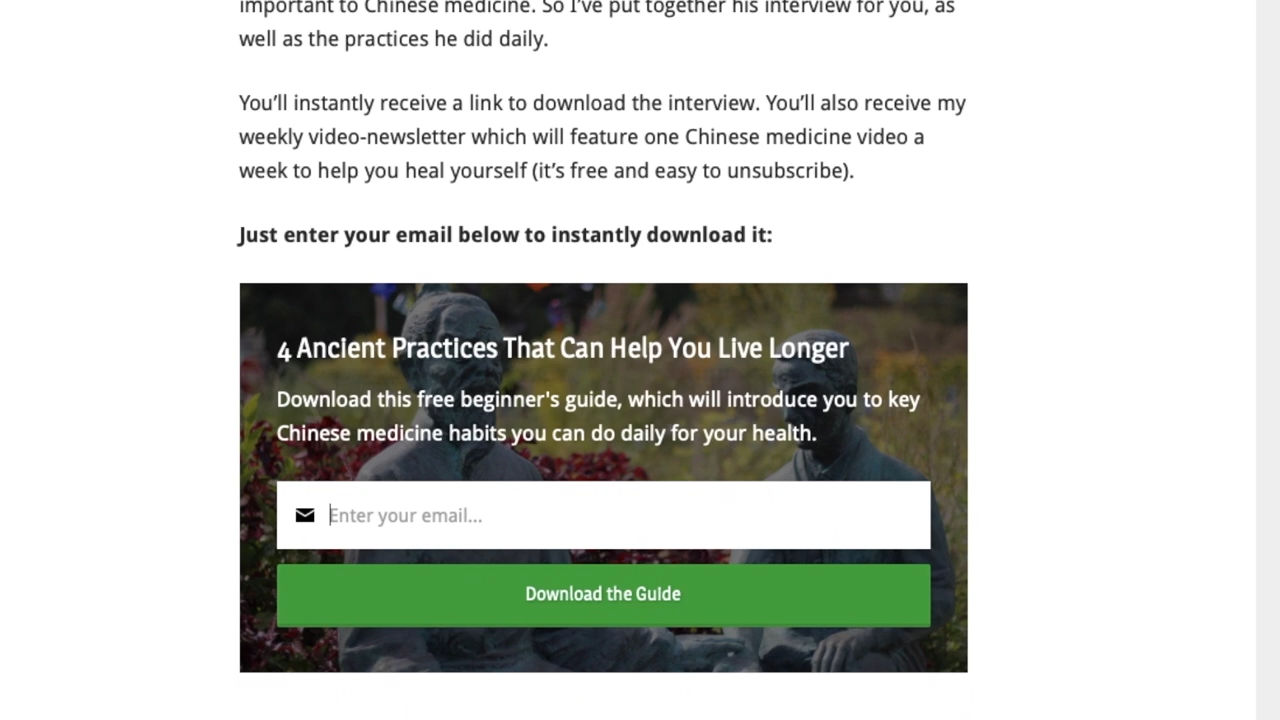 important to Chinese medicine. So I’ve put together his interview for you, as
well as the practices he did daily.
You’ll instantly receive a link to download the interview. You’ll also receive my
weekly video-newsletter which will feature one Chinese medicine video a
week to help you heal yourself (it’s free and easy to unsubscribe).
Just enter your email below to instantly download it:
4 Ancient Practices That Can Help You Live Longer
Download this free beginner's guide, which will introduce you to key
Chinese medicine habits you can do daily for your health.
Enter your email...
Download the Guide